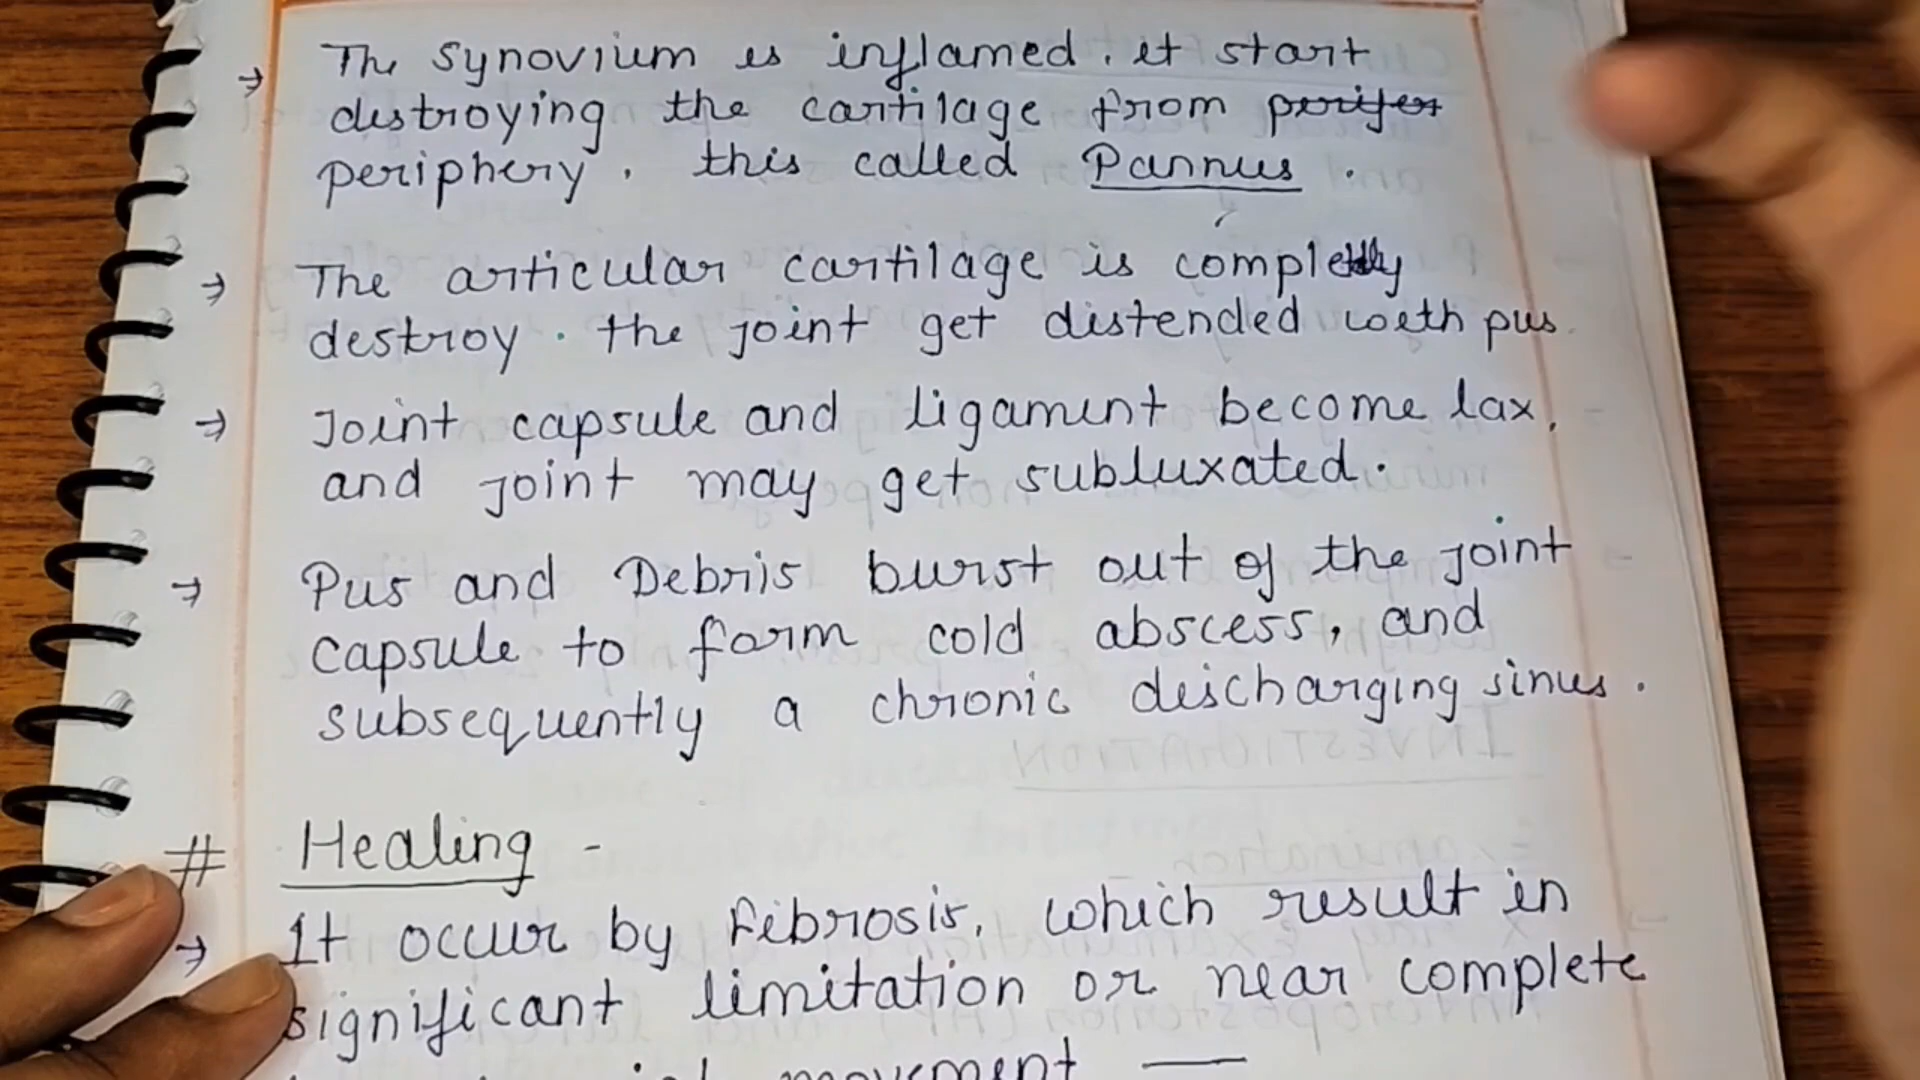 → The Synovium is inflamed, it start
destroying the cartilage from perifer
periphery. this called Pannus.
→ The articular cartilage is completly
destroy. the joint get distended with pus.
→ Joint capsule and ligament become lax,
and joint may get subluxated.
→ Pus and Debris burst out of the joint
capsule to form cold abscess, and
subsequently a chronic discharging sinus.
# Healing -
→ It occur by fibrosis, which result in
significant limitation or near complete
movement —